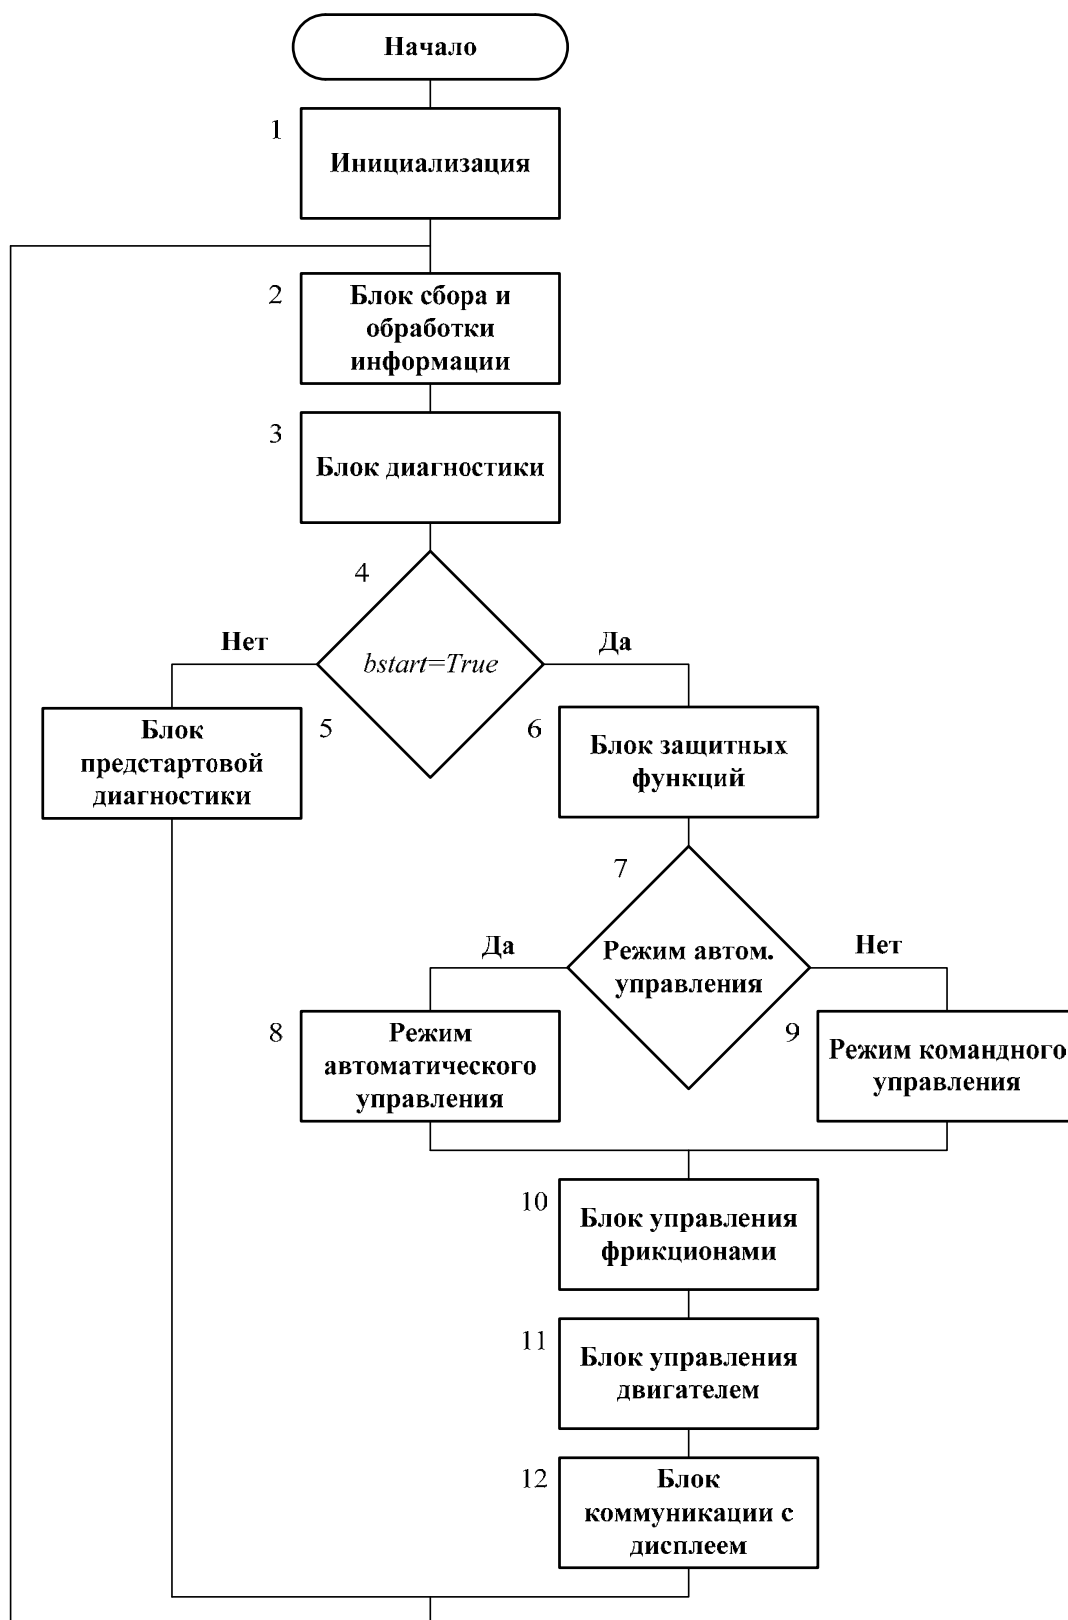 Начало
1
Инициализация
2
Блок сбора и
обработки
информации
3
Блок диагностики
4
Нет
bstart=True
Да
5
Блок
предстартовой
диагностики
6
Блок защитных
функций
7
Да
Режим автом.
управления
Нет
8
Режим
автоматического
управления
9
Режим командного
управления
10
Блок управления
фрикционами
11
Блок управления
двигателем
12
Блок
коммуникации с
дисплеем